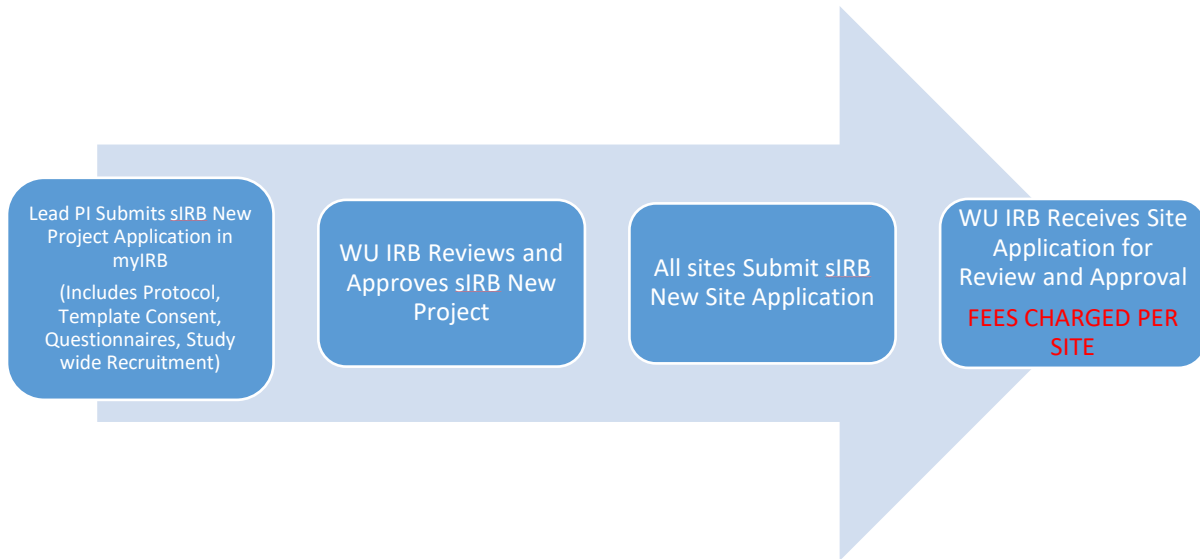 Lead PI Submits sIRB New
Project Application in
myIRB
(Includes Protocol,
Template Consent,
Questionnaires, Study
wide Recruitment)
WU IRB Reviews and
Approves sIRB New
Project
All sites Submit sIRB
New Site Application
WU IRB Receives Site
Application for
Review and Approval
FEES CHARGED PER
SITE